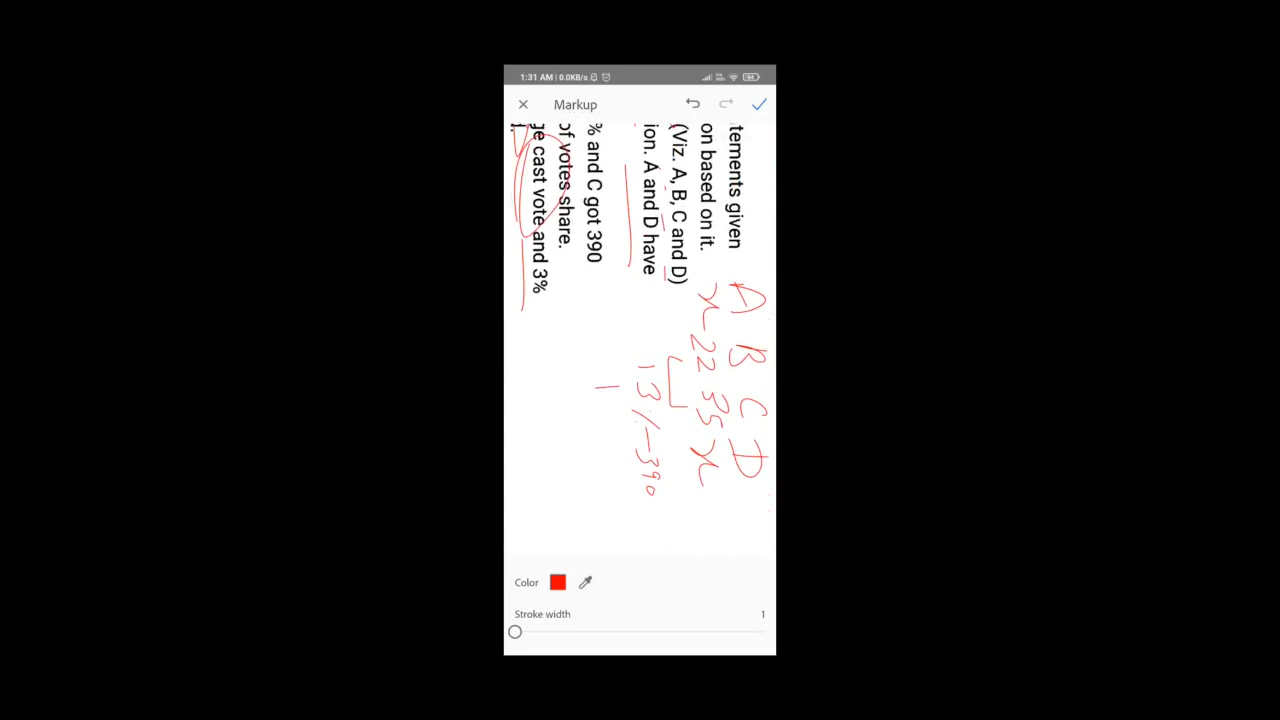 1:31 AM | 0.0KB/s
Markup
tements given
on based on it.
(Viz. A, B, C and D)
ion. A and D have
% and C got 390
of votes share.
ge cast vote and 3%
A B C D
x 22 35 x
13% - 390
1
Color
Stroke width 1